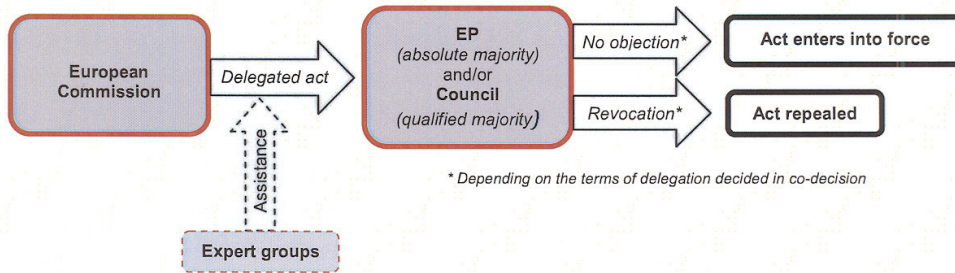 European
Commission
Delegated act
Assistance
Expert groups
EP
(absolute majority)
and/or
Council
(qualified majority)
No objection*
Revocation*
Act enters into force
Act repealed
* Depending on the terms of delegation decided in co-decision